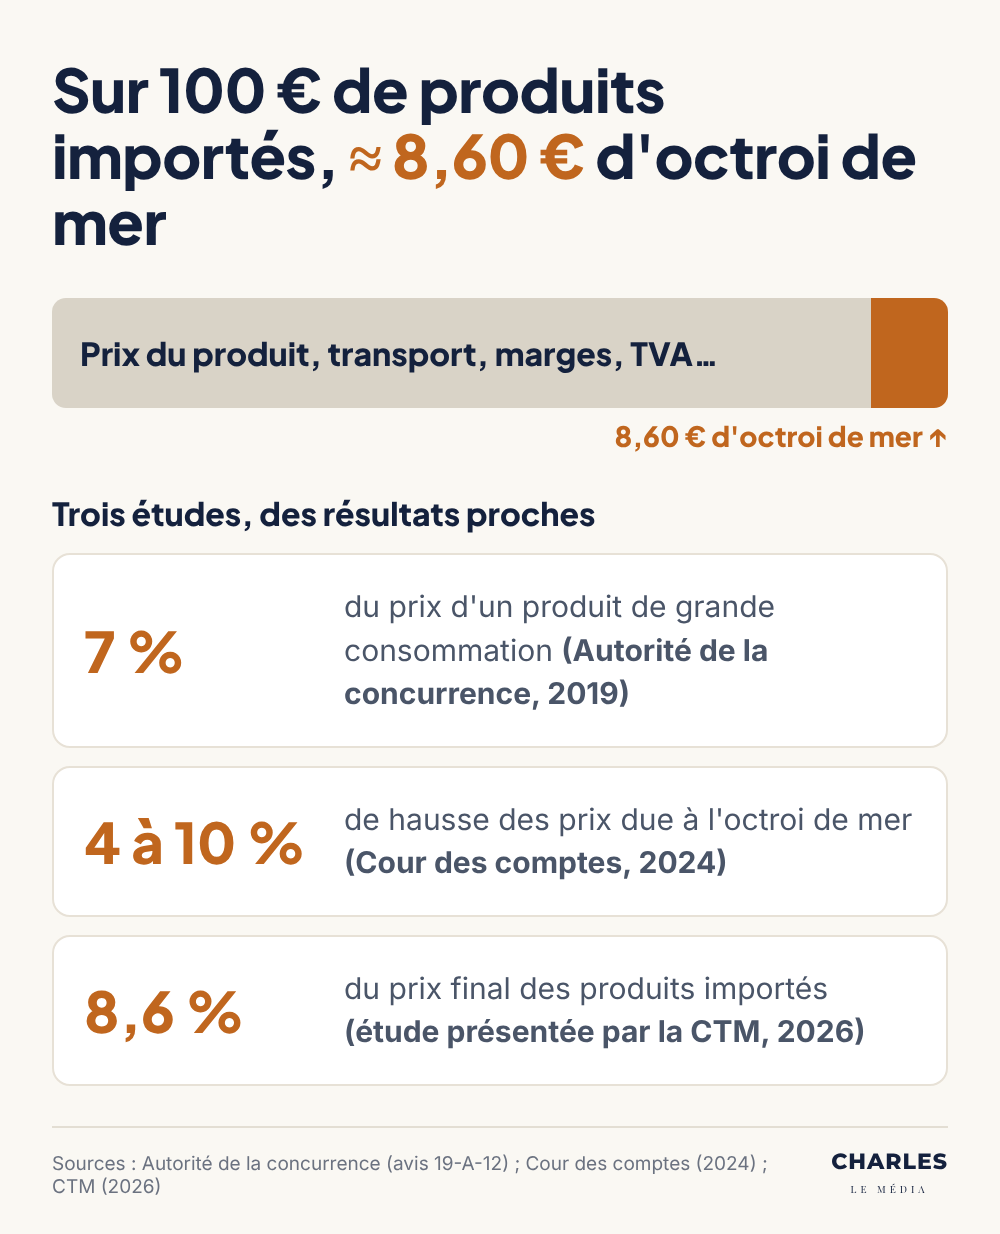 Sur 100 € de produits
importés, ≈ 8,60 € d'octroi de
mer
Prix du produit, transport, marges, TVA…
8,60 € d'octroi de mer ↑
Trois études, des résultats proches
7 %
du prix d'un produit de grande
consommation (Autorité de la
concurrence, 2019)
4 à 10 %
de hausse des prix due à l'octroi de mer
(Cour des comptes, 2024)
8,6 %
du prix final des produits importés
(étude présentée par la CTM, 2026)
Sources : Autorité de la concurrence (avis 19-A-12) ; Cour des comptes (2024) ;
CTM (2026)
CHARLES
LE MÉDIA